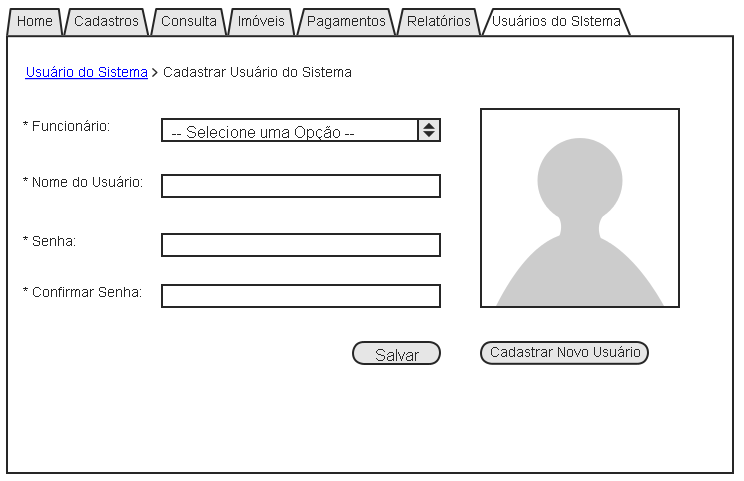 Home Cadastros Consulta Imóveis Pagamentos Relatórios Usuários do SIstema
Usuário do Sistema > Cadastrar Usuário do Sistema
* Funcionário: -- Selecione uma Opção --
* Nome do Usuário:
* Senha:
* Confirmar Senha:
Salvar Cadastrar Novo Usuário